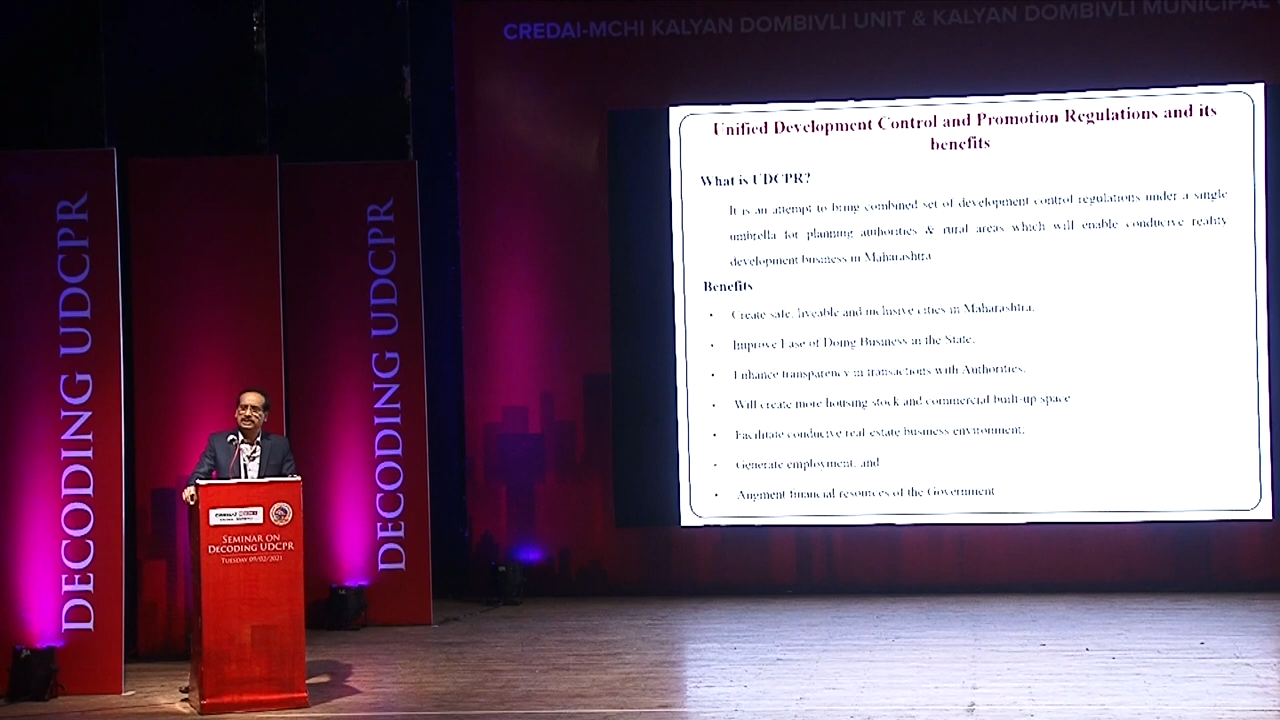 CREDAI-MCHI KALYAN DOMBIVLI UNIT & KALYAN DOMBIVLI MUNICIPAL
Unified Development Control and Promotion Regulations and its
benefits
What is UDCPR?
It is an attempt to bring combined set of development control regulations under a single
umbrella for planning authorities & rural areas which will enable conducive reality
development business in Maharashtra
Benefits
• Create safe, liveable and inclusive cities in Maharashtra,
• Improve Ease of Doing Business in the State,
• Enhance transparency in transactions with Authorities,
• Will create more housing stock and commercial built-up space
• Facilitate conducive real estate business environment,
• Generate employment, and
• Augment financial resources of the Government
DECODING UDCPR
DECODING UDCPR
CREDAI MCHI
SEMINAR ON
DECODING UDCPR
TUESDAY 09/02/2021